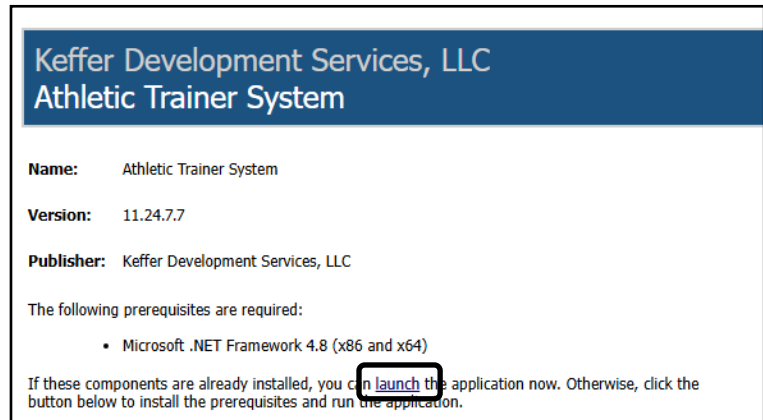 Keffer Development Services, LLC
Athletic Trainer System
Name: Athletic Trainer System
Version: 11.24.7.7
Publisher: Keffer Development Services, LLC
The following prerequisites are required:
• Microsoft .NET Framework 4.8 (x86 and x64)
If these components are already installed, you can launch the application now. Otherwise, click the
button below to install the prerequisites and run the application.